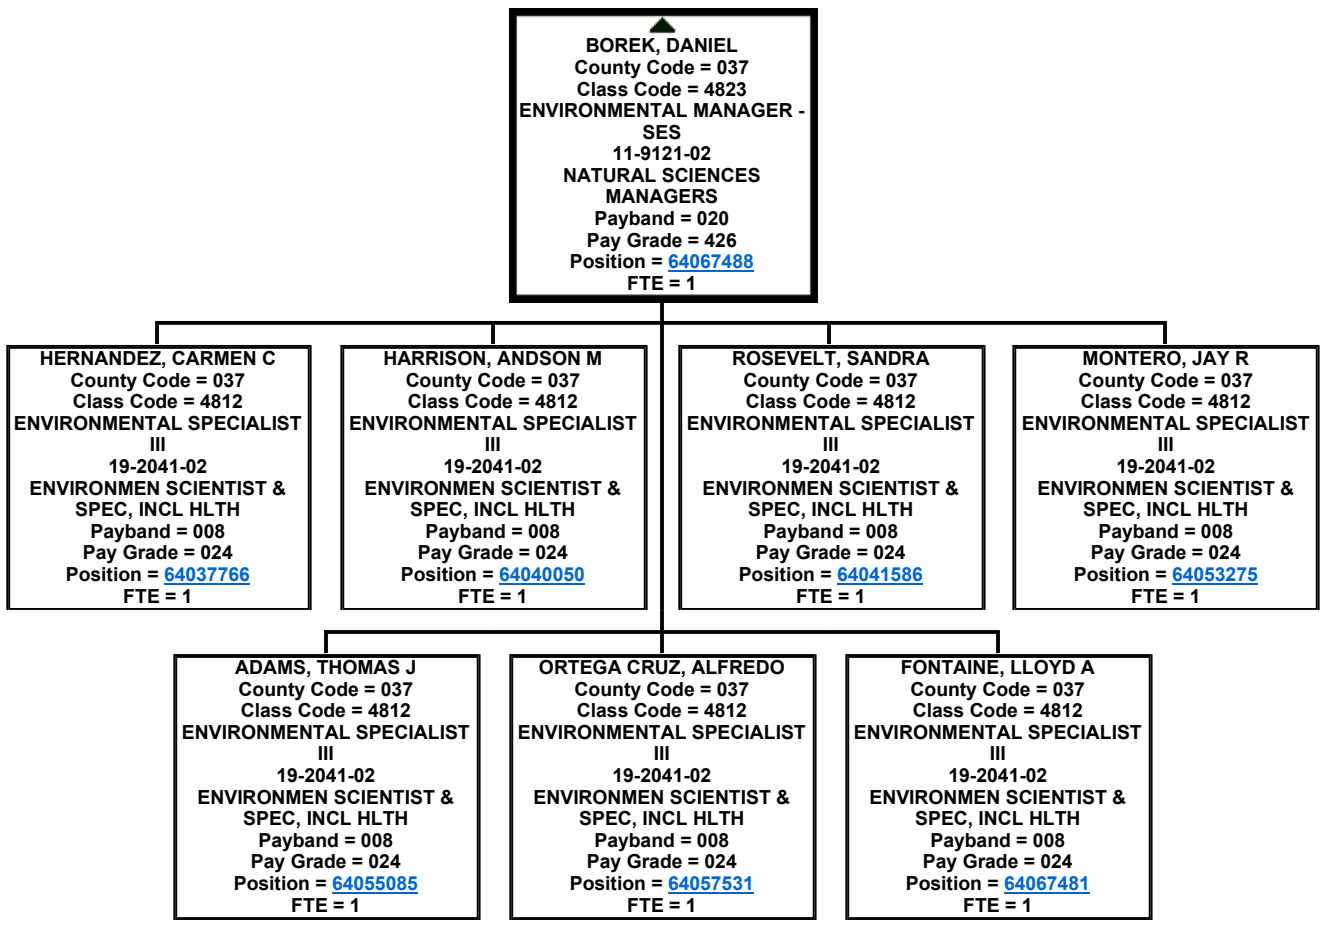 BOREK, DANIEL
County Code = 037
Class Code = 4823
ENVIRONMENTAL MANAGER -
SES
11-9121-02
NATURAL SCIENCES
MANAGERS
Payband = 020
Pay Grade = 426
Position = 64067488
FTE = 1
HERNANDEZ, CARMEN C
County Code = 037
Class Code = 4812
ENVIRONMENTAL SPECIALIST
III
19-2041-02
ENVIRONMEN SCIENTIST &
SPEC, INCL HLTH
Payband = 008
Pay Grade = 024
Position = 64037766
FTE = 1
HARRISON, ANDSON M
County Code = 037
Class Code = 4812
ENVIRONMENTAL SPECIALIST
III
19-2041-02
ENVIRONMEN SCIENTIST &
SPEC, INCL HLTH
Payband = 008
Pay Grade = 024
Position = 64040050
FTE = 1
ROSEVELT, SANDRA
County Code = 037
Class Code = 4812
ENVIRONMENTAL SPECIALIST
III
19-2041-02
ENVIRONMEN SCIENTIST &
SPEC, INCL HLTH
Payband = 008
Pay Grade = 024
Position = 64041586
FTE = 1
MONTERO, JAY R
County Code = 037
Class Code = 4812
ENVIRONMENTAL SPECIALIST
III
19-2041-02
ENVIRONMEN SCIENTIST &
SPEC, INCL HLTH
Payband = 008
Pay Grade = 024
Position = 64053275
FTE = 1
ADAMS, THOMAS J
County Code = 037
Class Code = 4812
ENVIRONMENTAL SPECIALIST
III
19-2041-02
ENVIRONMEN SCIENTIST &
SPEC, INCL HLTH
Payband = 008
Pay Grade = 024
Position = 64055085
FTE = 1
ORTEGA CRUZ, ALFREDO
County Code = 037
Class Code = 4812
ENVIRONMENTAL SPECIALIST
III
19-2041-02
ENVIRONMEN SCIENTIST &
SPEC, INCL HLTH
Payband = 008
Pay Grade = 024
Position = 64057531
FTE = 1
FONTAINE, LLOYD A
County Code = 037
Class Code = 4812
ENVIRONMENTAL SPECIALIST
III
19-2041-02
ENVIRONMEN SCIENTIST &
SPEC, INCL HLTH
Payband = 008
Pay Grade = 024
Position = 64067481
FTE = 1